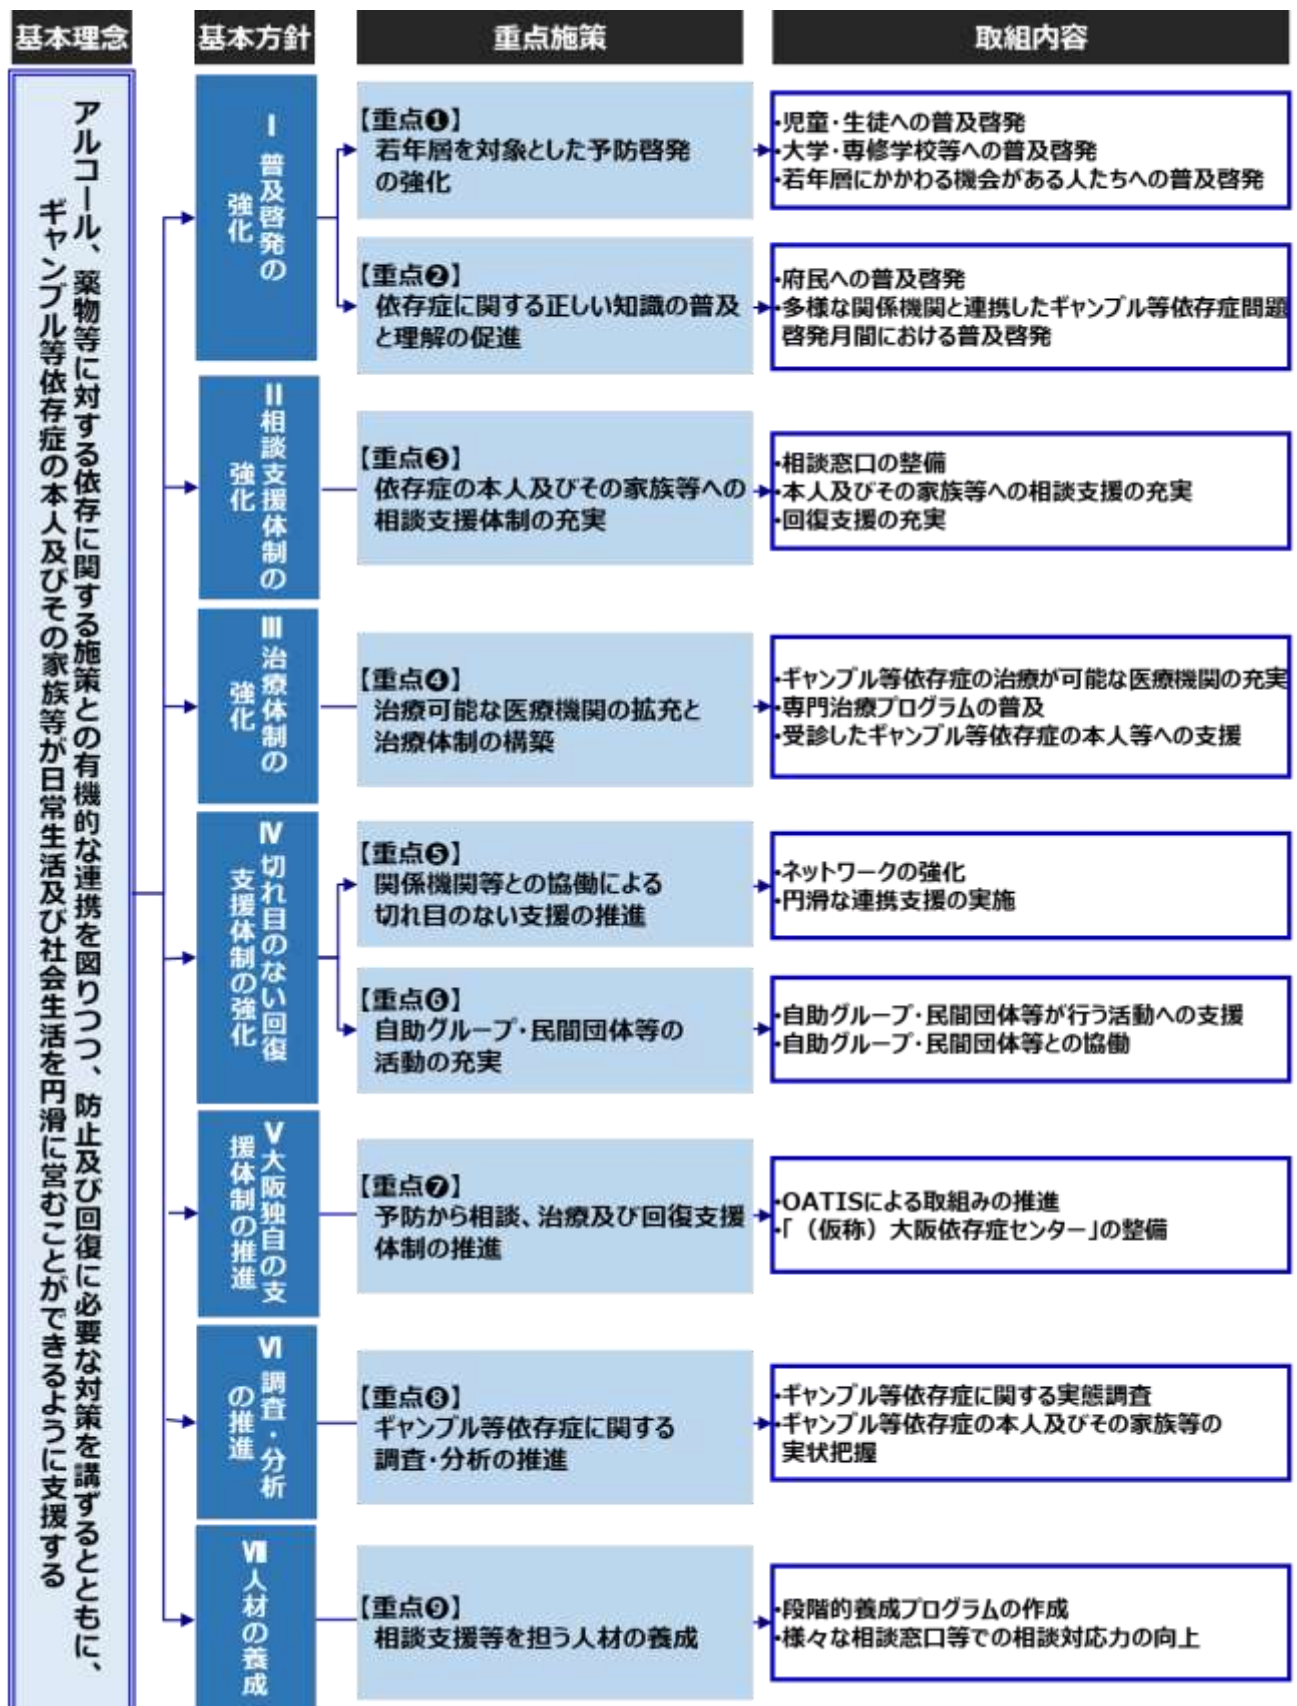 基本理念
基本方針
重点施策
取組内容
アルコール、薬物等に対する依存に関する施策との有機的な連携を図りつつ、防止及び回復に必要な対策を講ずるとともに、
ギャンブル等依存症の本人及びその家族等が日常生活及び社会生活を円滑に営むことができるように支援する
Ⅰ 普及啓発の
強化
【重点❶】
若年層を対象とした予防啓発
の強化
・児童・生徒への普及啓発
・大学・専修学校等への普及啓発
・若年層にかかわる機会がある人たちへの普及啓発
【重点❷】
依存症に関する正しい知識の普及
と理解の促進
・府民への普及啓発
・多様な関係機関と連携したギャンブル等依存症問題
啓発月間における普及啓発
Ⅱ相談支援体制の
強化
【重点❸】
依存症の本人及びその家族等への
相談支援体制の充実
・相談窓口の整備
・本人及びその家族等への相談支援の充実
・回復支援の充実
Ⅲ 治療体制の
強化
【重点❹】
治療可能な医療機関の拡充と
治療体制の構築
・ギャンブル等依存症の治療が可能な医療機関の充実
・専門治療プログラムの普及
・受診したギャンブル等依存症の本人等への支援
Ⅳ 切れ目のない回復
支援体制の強化
【重点❺】
関係機関等との協働による
切れ目のない支援の推進
・ネットワークの強化
・円滑な連携支援の実施
【重点❻】
自助グループ・民間団体等の
活動の充実
・自助グループ・民間団体等が行う活動への支援
・自助グループ・民間団体等との協働
Ⅴ大阪独自の支
援体制の推進
【重点❼】
予防から相談、治療及び回復支援
体制の推進
・OATISによる取組みの推進
・「（仮称）大阪依存症センター」の整備
Ⅵ 調査・分析
の推進
【重点❽】
ギャンブル等依存症に関する
調査・分析の推進
・ギャンブル等依存症に関する実態調査
・ギャンブル等依存症の本人及びその家族等の
実状把握
Ⅶ 人材の養成
【重点❾】
相談支援等を担う人材の養成
・段階的養成プログラムの作成
・様々な相談窓口等での相談対応力の向上